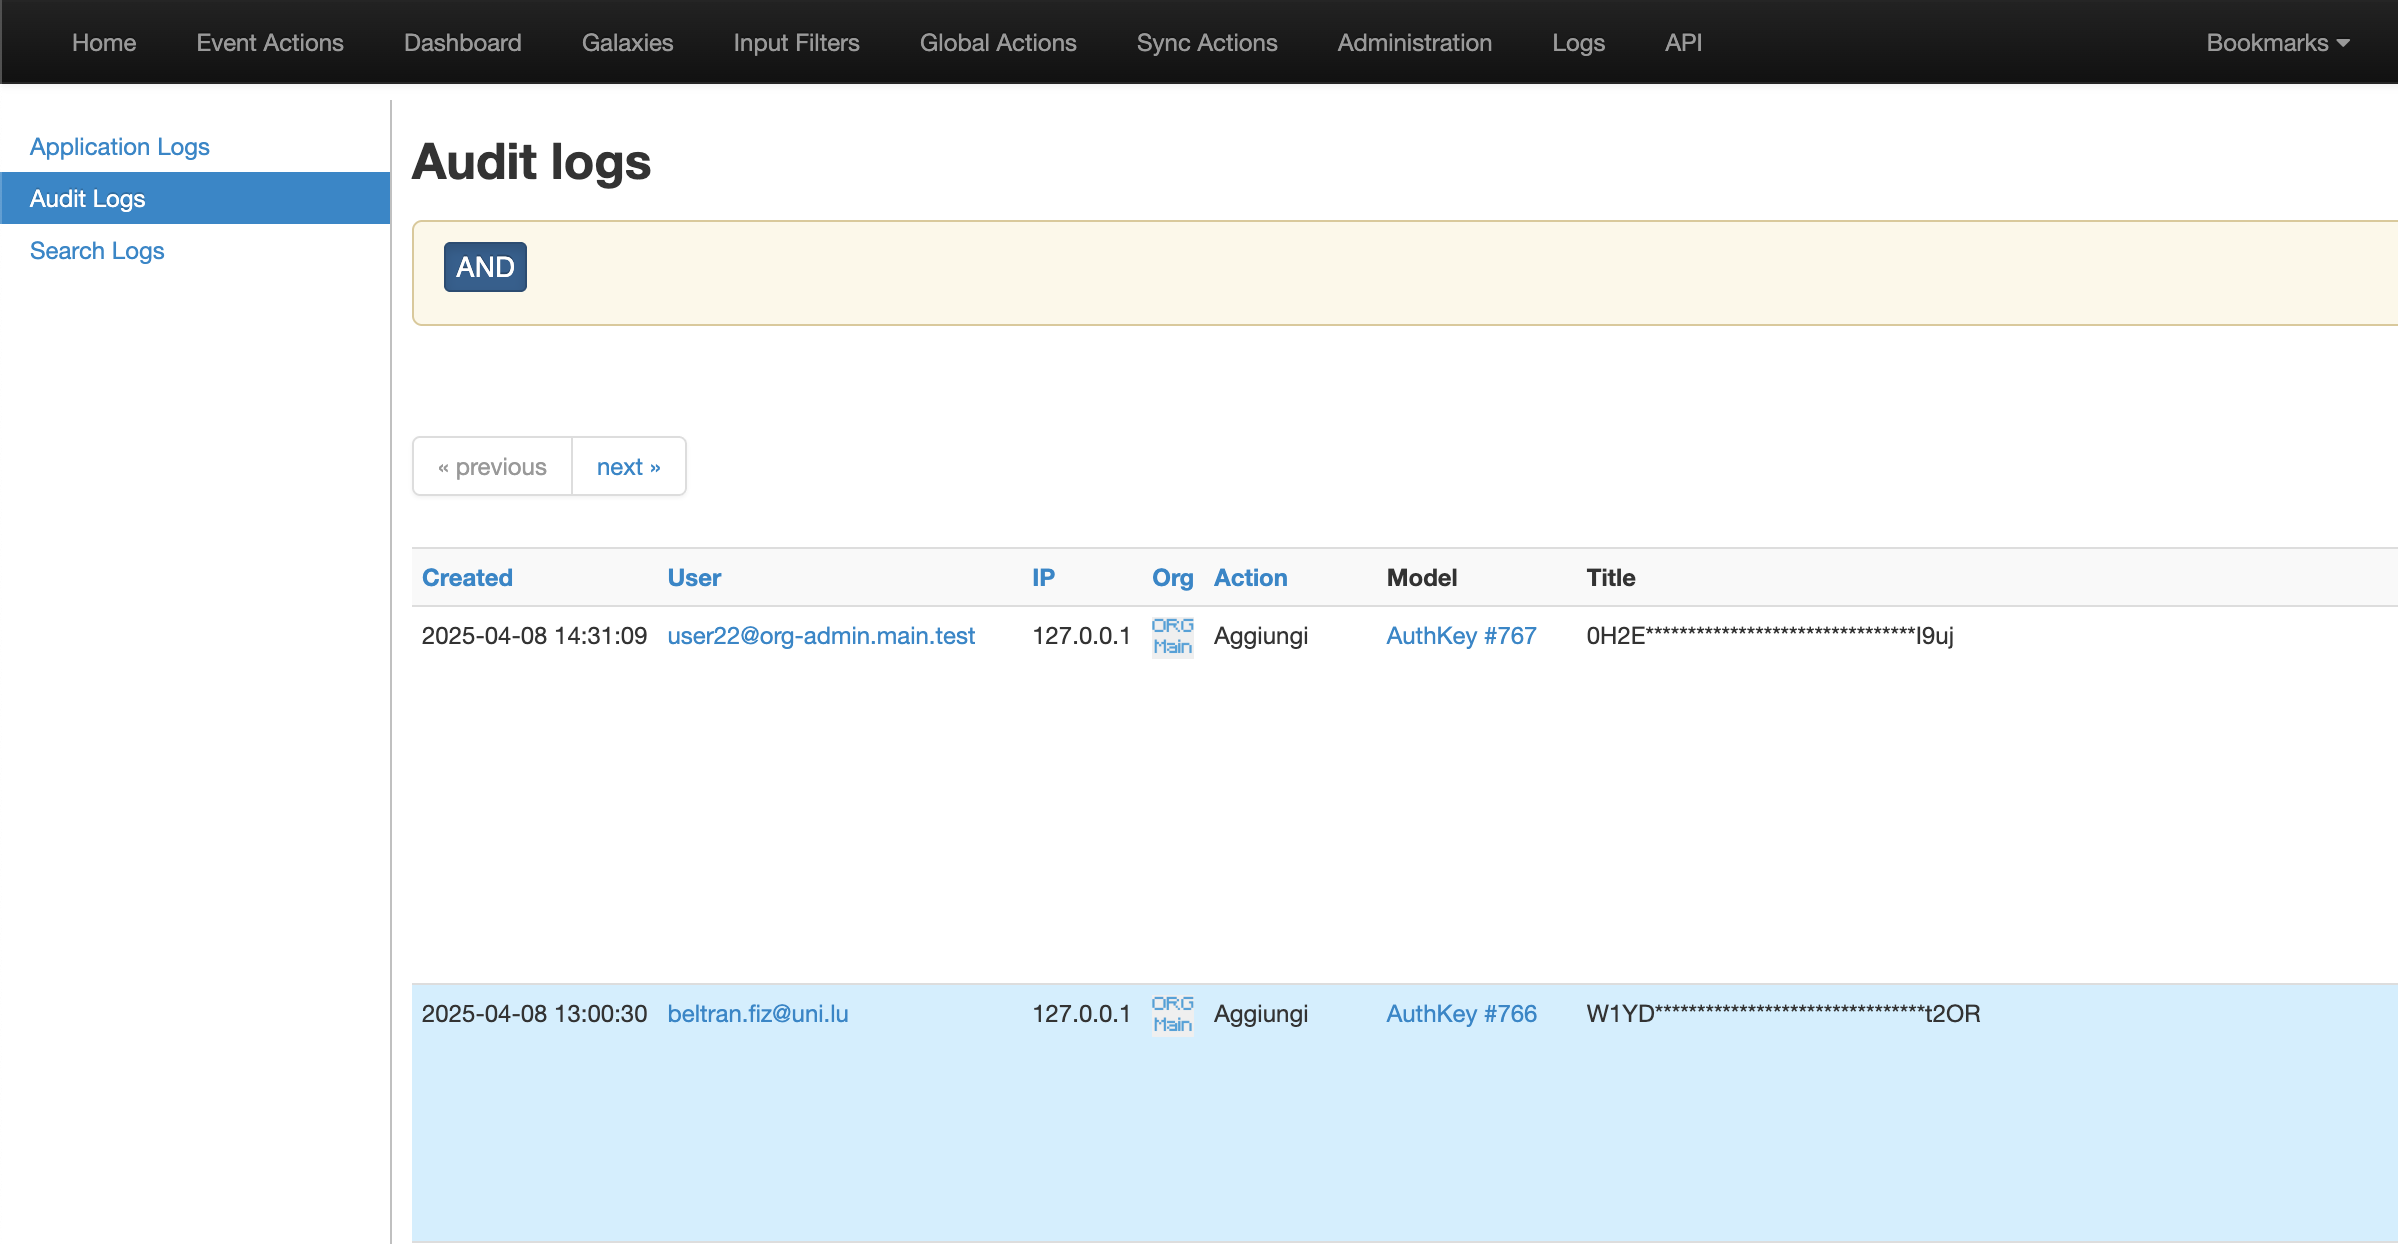 Home Event Actions Dashboard Galaxies Input Filters Global Actions Sync Actions Administration Logs API Bookmarks
Application Logs
Audit Logs
Search Logs
Audit logs
AND
« previous next »
Created User IP Org Action Model Title
2025-04-08 14:31:09 user22@org-admin.main.test 127.0.0.1 ORG Main Aggiungi AuthKey #767 0H2E********************************I9uj
2025-04-08 13:00:30 beltran.fiz@uni.lu 127.0.0.1 ORG Main Aggiungi AuthKey #766 W1YD********************************t2OR